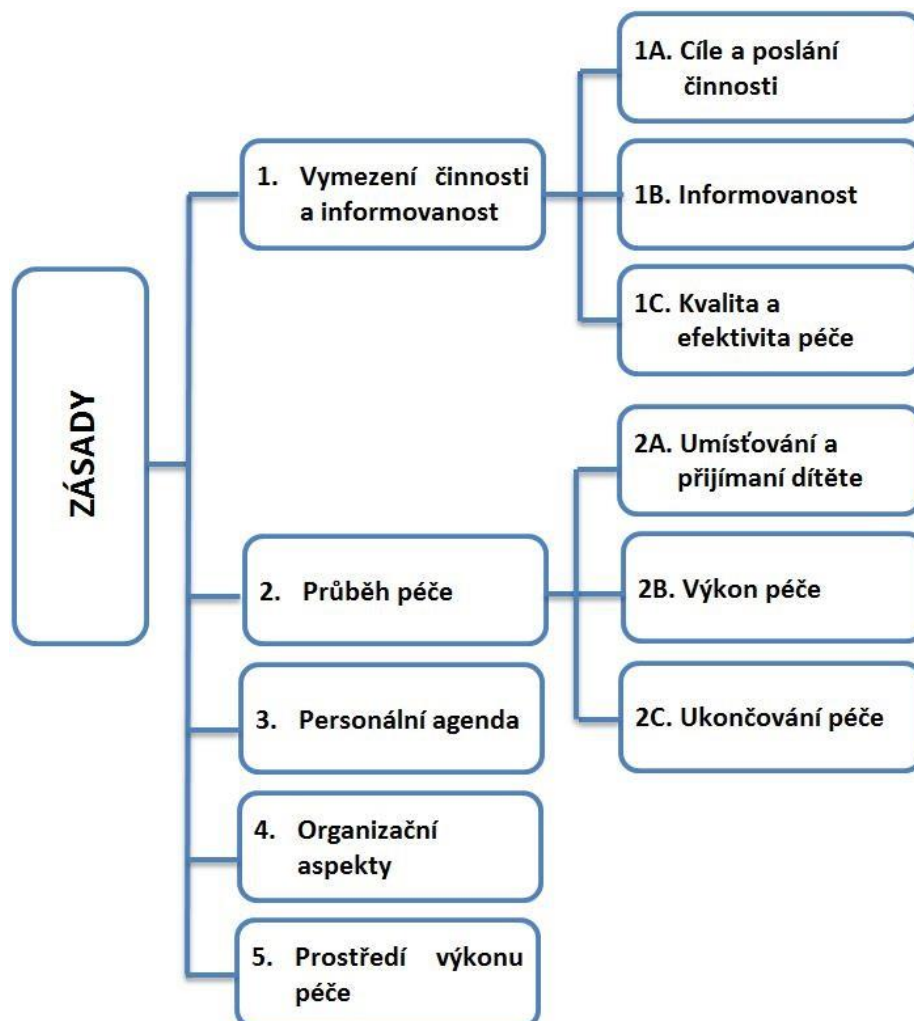 ZÁSADY
1. Vymezení činnosti
a informovanost
1A. Cíle a poslání
činnosti
1B. Informovanost
1C. Kvalita a
efektivita péče
2. Průběh péče
2A. Umísťování a
přijímaní dítěte
2B. Výkon péče
2C. Ukončování péče
3. Personální agenda
4. Organizační
aspekty
5. Prostředí výkonu
péče